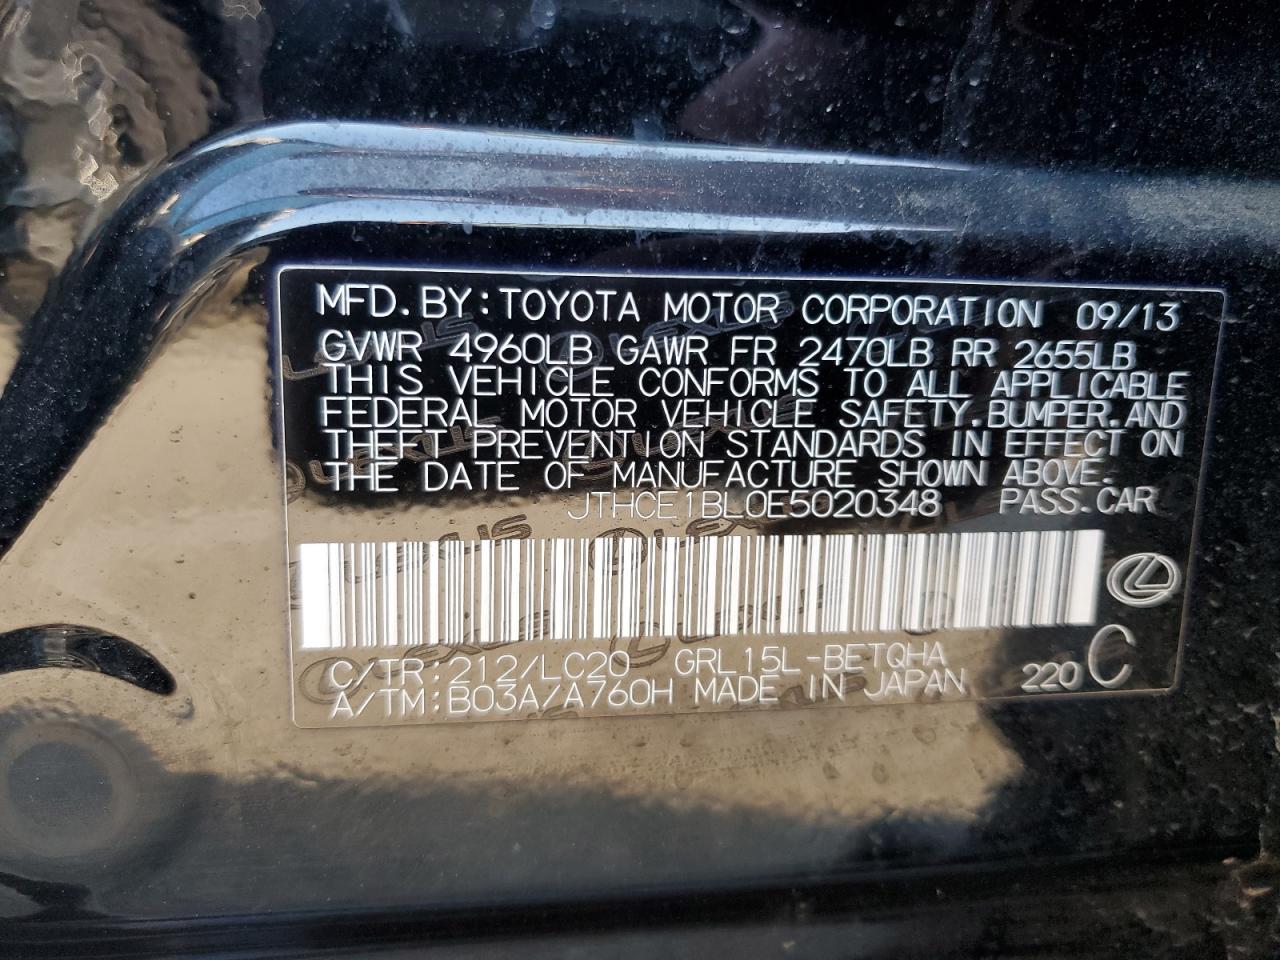 MFD. BY: TOYOTA MOTOR CORPORATION 09/13
GVWR 4960LB GAWR FR 2470LB RR 2655LB
THIS VEHICLE CONFORMS TO ALL APPLICABLE
FEDERAL MOTOR VEHICLE SAFETY. BUMPER. AND
THEFT PREVENTION STANDARDS IN EFFECT ON
THE DATE OF MANUFACTURE SHOWN ABOVE.
JTHCE1BL0E5020348 PASS. CAR
C/TR: 212/LC20 GRL15L-BETQHA 220 C
A/TM: B03A/A760H MADE IN JAPAN